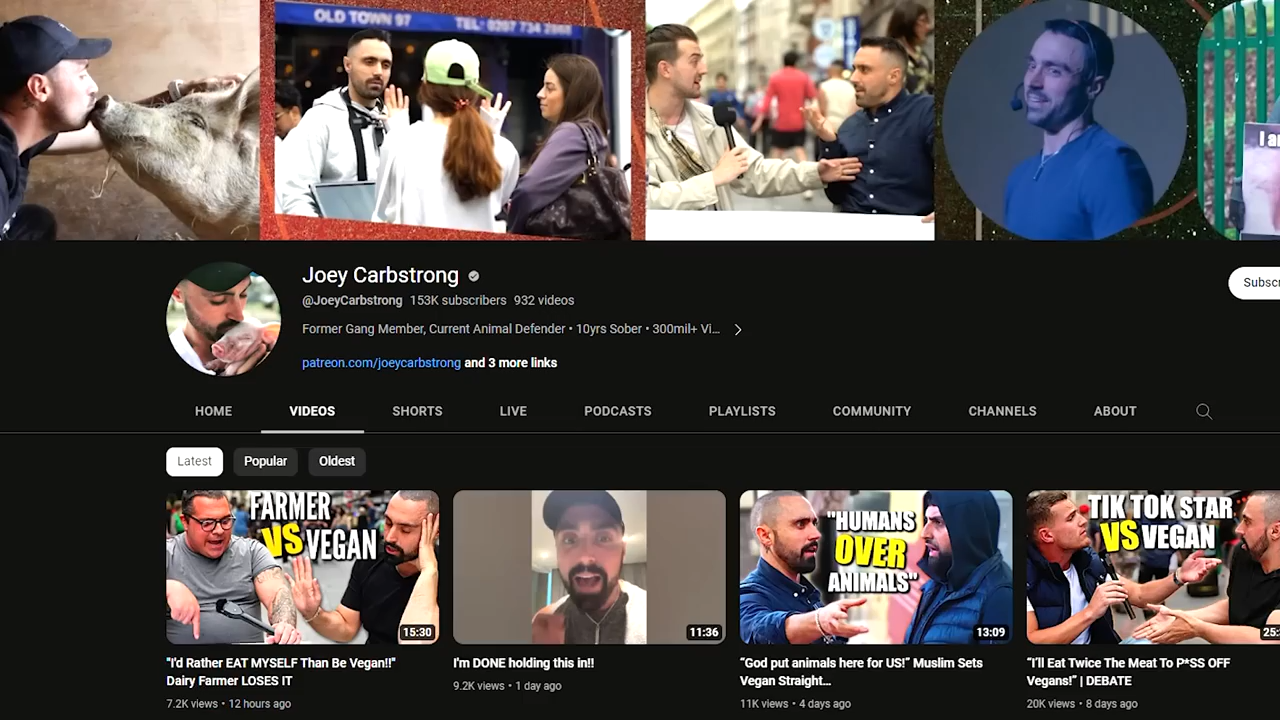 OLD TOWN 97 TEL: 0207 734 2868
I a
Joey Carbstrong
@JoeyCarbstrong 153K subscribers 932 videos
Subsc
Former Gang Member, Current Animal Defender • 10yrs Sober • 300mil+ Vi...
patreon.com/joeycarbstrong and 3 more links
HOME VIDEOS SHORTS LIVE PODCASTS PLAYLISTS COMMUNITY CHANNELS ABOUT
Latest Popular Oldest
FARMER
VS VEGAN
15:30
11:36
"HUMANS
OVER
ANIMALS"
13:09
TIK TOK STAR
VS VEGAN
25:
"I'd Rather EAT MYSELF Than Be Vegan!!"
Dairy Farmer LOSES IT
7.2K views • 12 hours ago
I'm DONE holding this in!!
9.2K views • 1 day ago
“God put animals here for US!” Muslim Sets
Vegan Straight...
11K views • 4 days ago
“I’ll Eat Twice The Meat To P*SS OFF
Vegans!” | DEBATE
20K views • 8 days ago